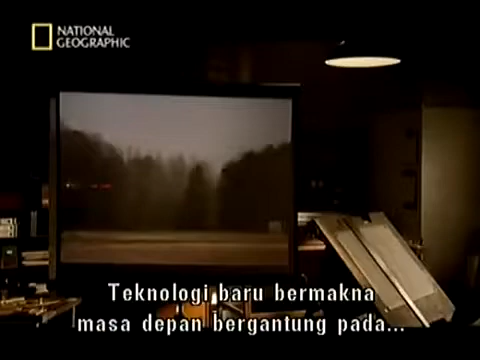 NATIONAL
GEOGRAPHIC
Teknologi baru bermakna
masa depan bergantung pada...